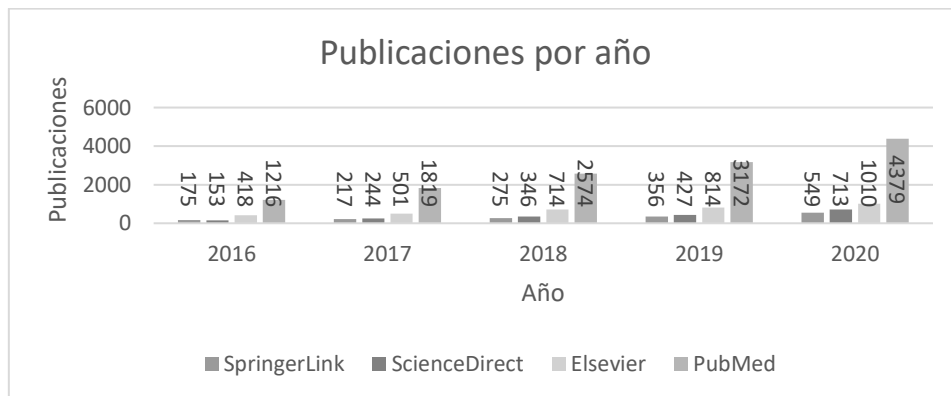 Publicaciones por año
Publicaciones
6000
4000
2000
0
175 153 418 1216
217 244 501 1819
275 346 714 2574
356 427 814 3172
549 713 1010 4379
2016 2017 2018 2019 2020
Año
SpringerLink ScienceDirect Elsevier PubMed